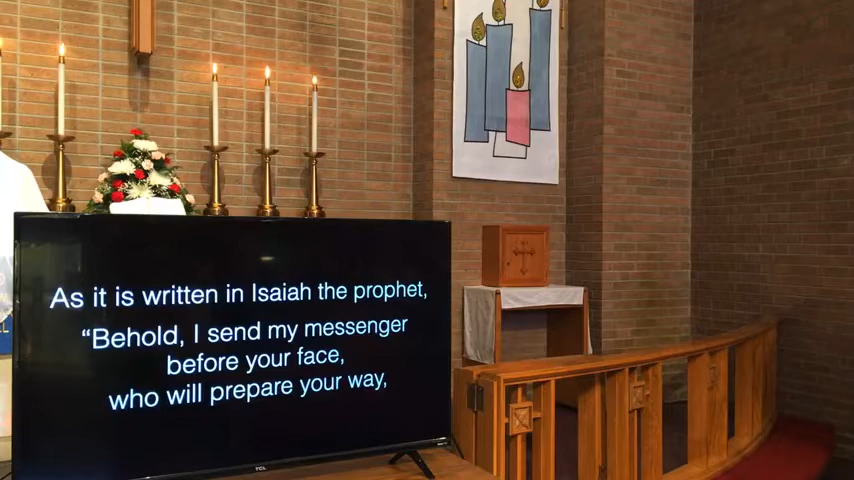 As it is written in Isaiah the prophet,
“Behold, I send my messenger
before your face,
who will prepare your way,
TCL